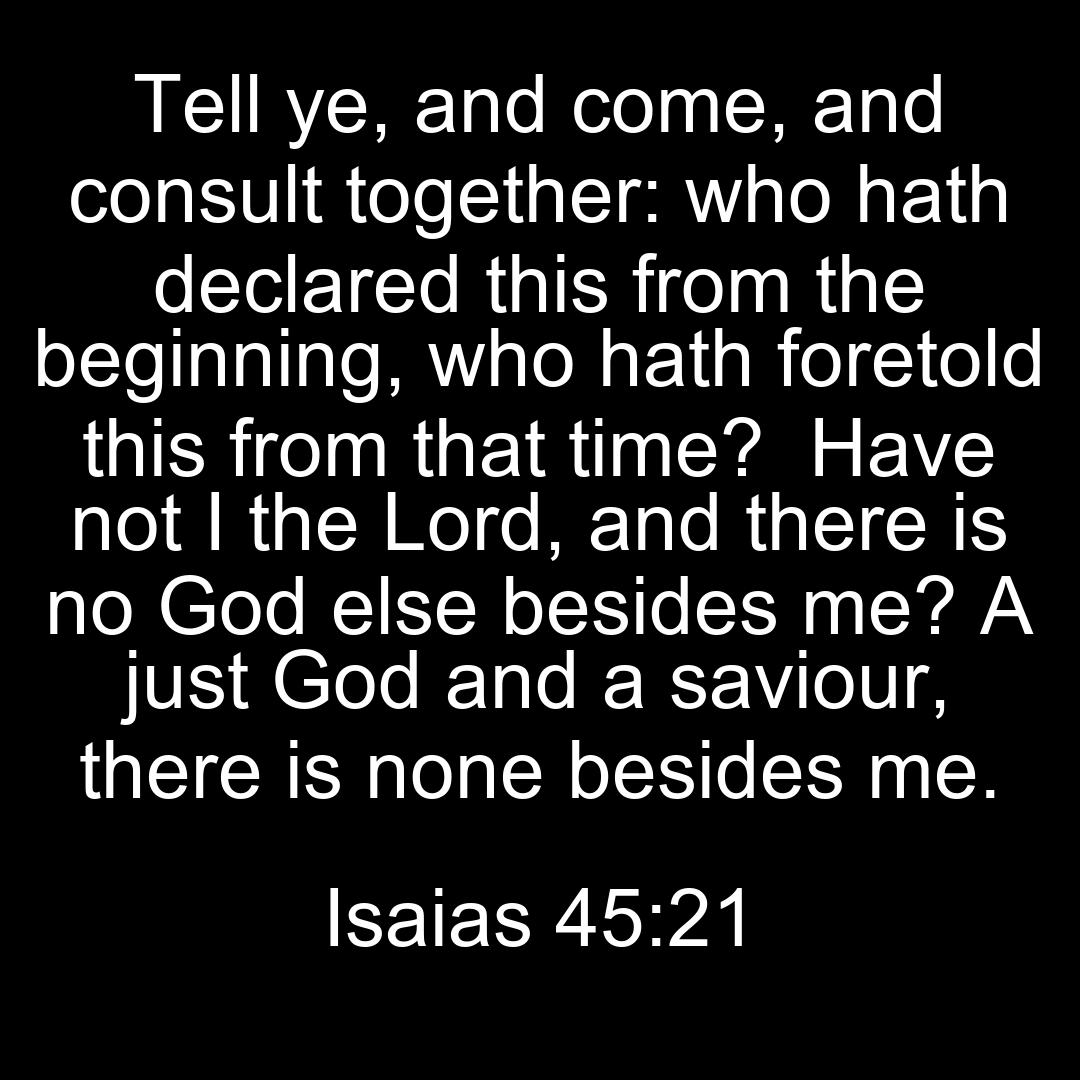 Tell ye, and come, and
consult together: who hath
declared this from the
beginning, who hath foretold
this from that time?  Have
not I the Lord, and there is
no God else besides me? A
just God and a saviour,
there is none besides me.
Isaias 45:21